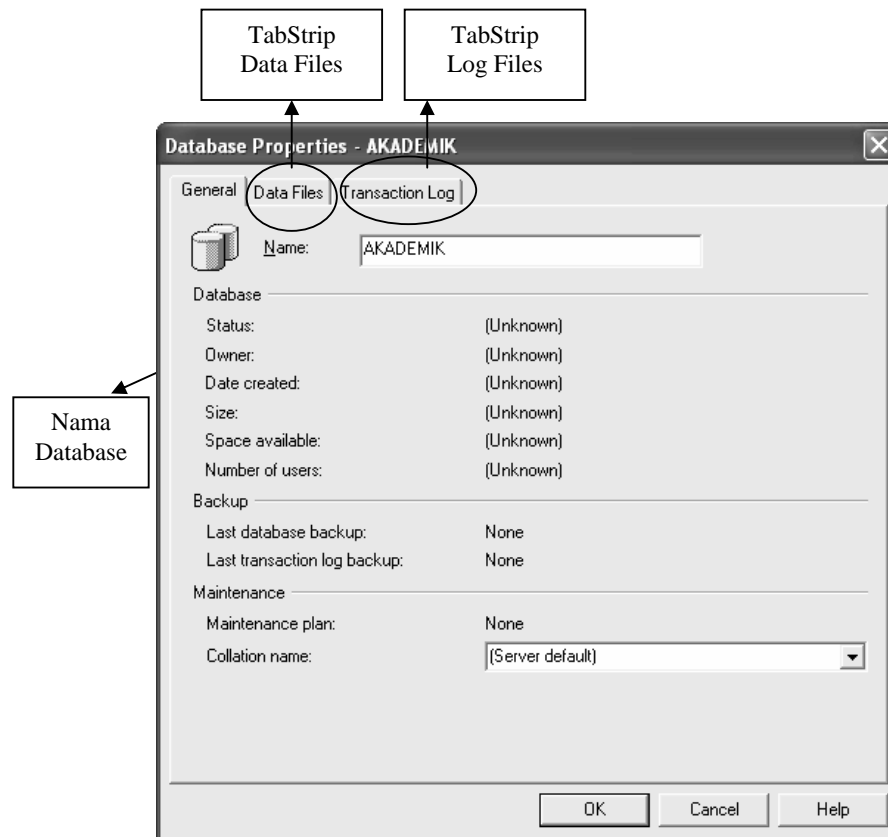 TabStrip
Data Files
TabStrip
Log Files
Database Properties - AKADEMIK
General Data Files Transaction Log
Name: AKADEMIK
Database
Status: (Unknown)
Owner: (Unknown)
Date created: (Unknown)
Size: (Unknown)
Space available: (Unknown)
Number of users: (Unknown)
Nama
Database
Backup
Last database backup: None
Last transaction log backup: None
Maintenance
Maintenance plan: None
Collation name: (Server default)
OK Cancel Help